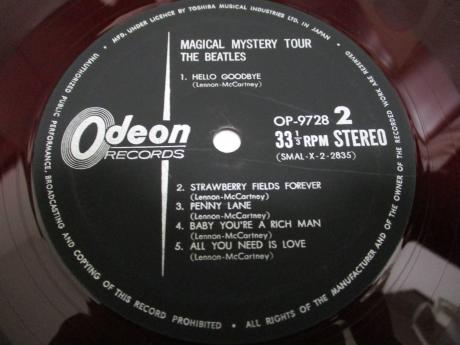 MFD. UNDER LICENCE BY TOSHIBA MUSICAL INDUSTRIES LTD. IN JAPAN •
UNAUTHORIZED PUBLIC PERFORMANCE, BROADCASTING AND COPYING OF THIS RECORD PROHIBITED • ALL RIGHTS OF THE MANUFACTURER AND OF THE OWNER OF THE RECORDED WORK ARE RESERVED.
MAGICAL MYSTERY TOUR
THE BEATLES
1. HELLO GOODBYE
(Lennon-McCartney)
Odeon
RECORDS
OP-9728 2
33 1/3 RPM STEREO
(SMAL-X-2-2835)
2. STRAWBERRY FIELDS FOREVER
(Lennon-McCartney)
3. PENNY LANE
(Lennon-McCartney)
4. BABY YOU'RE A RICH MAN
(Lennon-McCartney)
5. ALL YOU NEED IS LOVE
(Lennon-McCartney)